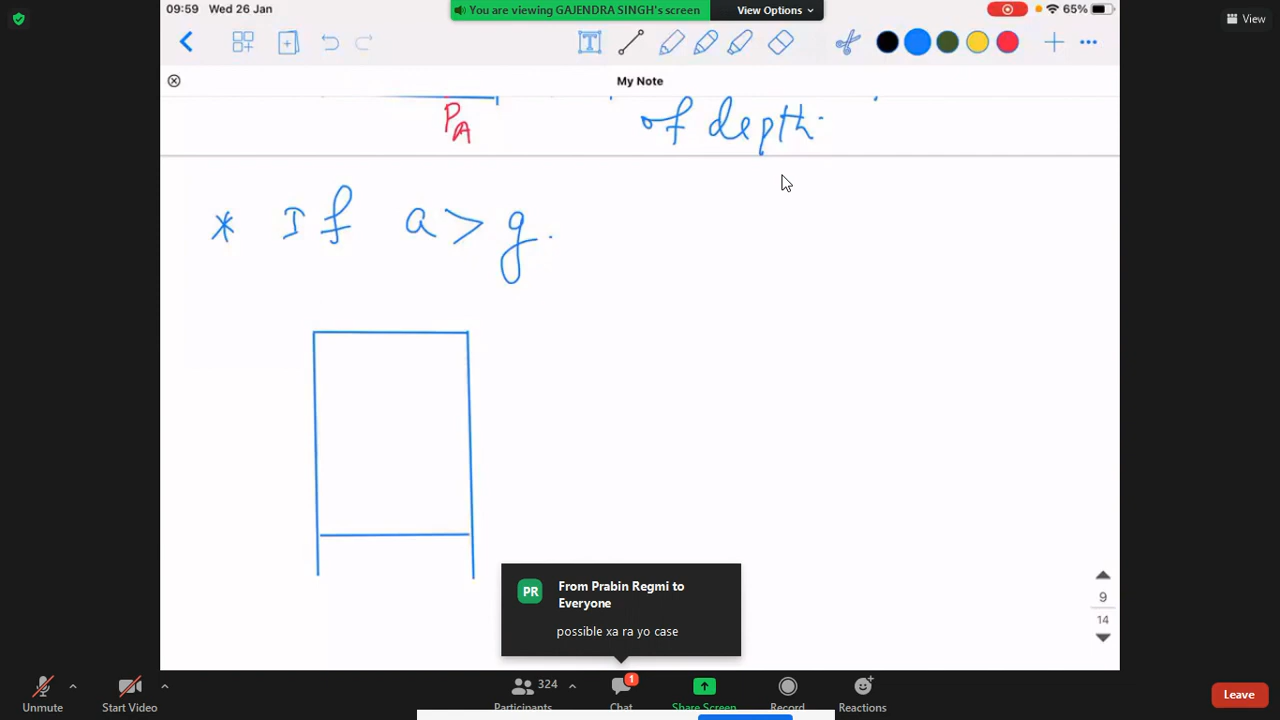 09:59 Wed 26 Jan
You are viewing GAJENDRA SINGH's screen
View Options
65%
View
My Note
P_A
of depth.
* If a > g.
9
14
PR
From Prabin Regmi to
Everyone
possible xa ra yo case
324
1
Unmute
Start Video
Participants
Chat
Share Screen
Record
Reactions
Leave